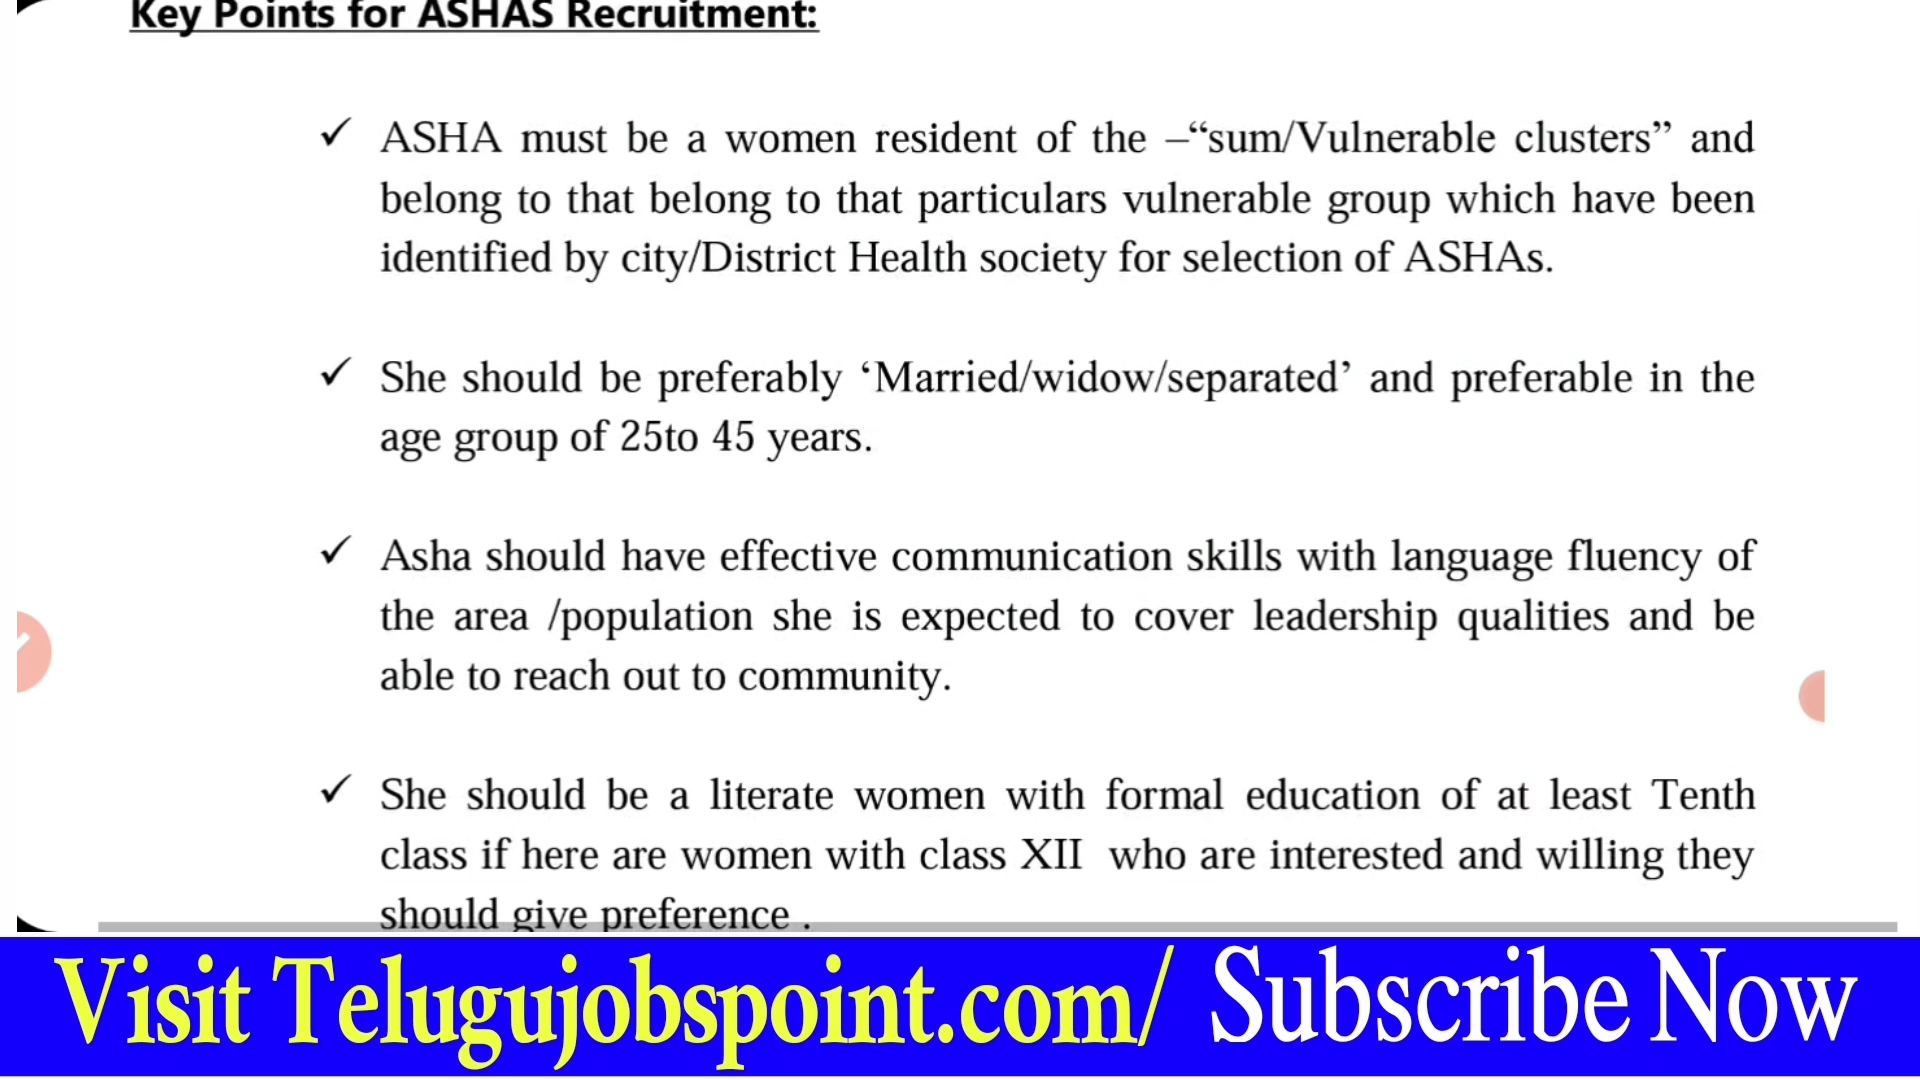 Key Points for ASHAS Recruitment:
✓ ASHA must be a women resident of the –“sum/Vulnerable clusters” and
belong to that belong to that particulars vulnerable group which have been
identified by city/District Health society for selection of ASHAs.
✓ She should be preferably ‘Married/widow/separated’ and preferable in the
age group of 25to 45 years.
✓ Asha should have effective communication skills with language fluency of
the area /population she is expected to cover leadership qualities and be
able to reach out to community.
✓ She should be a literate women with formal education of at least Tenth
class if here are women with class XII who are interested and willing they
should give preference .
Visit Telugujobspoint.com/ Subscribe Now